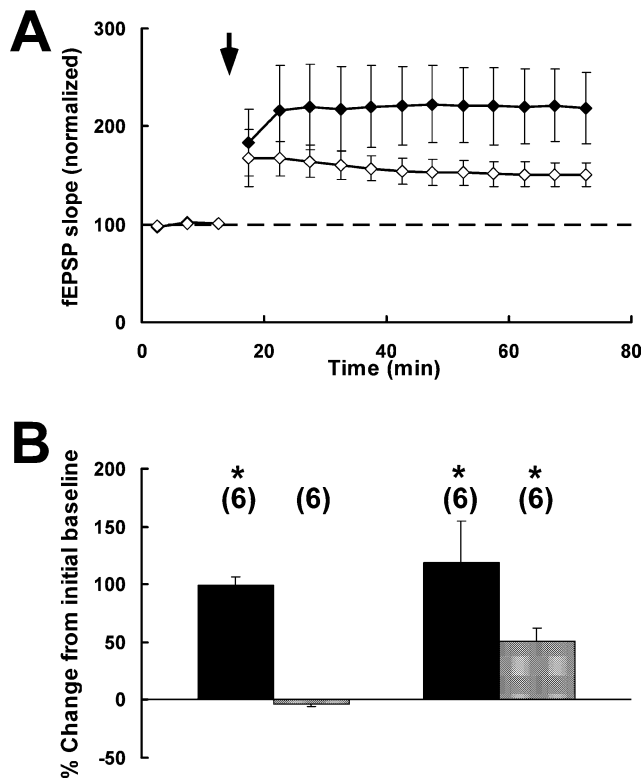 A
fEPSP slope (normalized)
300
200
100
0
0 20 40 60 80
Time (min)
B
% Change from initial baseline
200
150
100
50
0
-50
* * *
(6) (6) (6) (6)